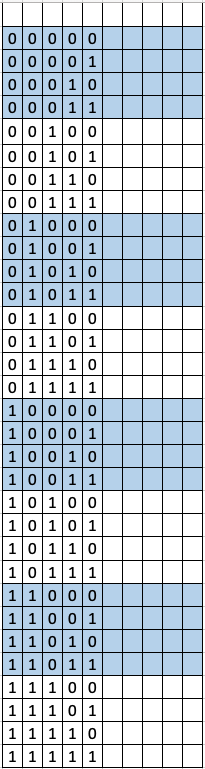 0 0 0 0 0
0 0 0 0 1
0 0 0 1 0
0 0 0 1 1
0 0 1 0 0
0 0 1 0 1
0 0 1 1 0
0 0 1 1 1
0 1 0 0 0
0 1 0 0 1
0 1 0 1 0
0 1 0 1 1
0 1 1 0 0
0 1 1 0 1
0 1 1 1 0
0 1 1 1 1
1 0 0 0 0
1 0 0 0 1
1 0 0 1 0
1 0 0 1 1
1 0 1 0 0
1 0 1 0 1
1 0 1 1 0
1 0 1 1 1
1 1 0 0 0
1 1 0 0 1
1 1 0 1 0
1 1 0 1 1
1 1 1 0 0
1 1 1 0 1
1 1 1 1 0
1 1 1 1 1